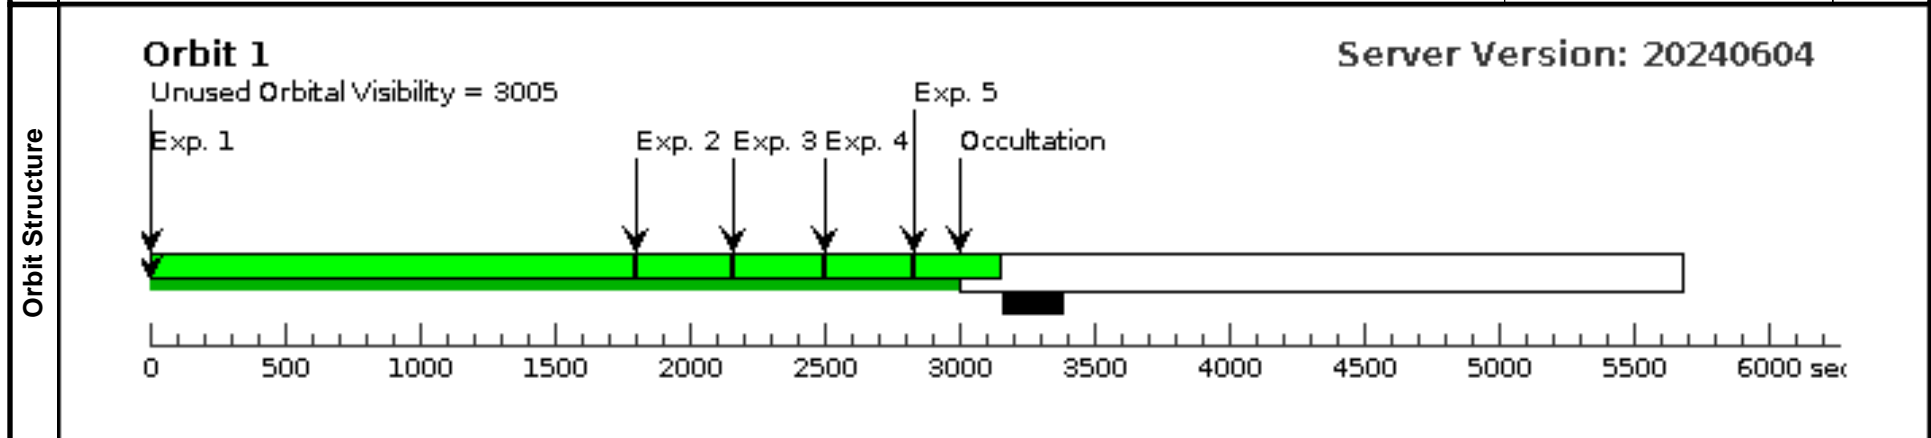 Orbit Structure
Orbit 1
Server Version: 20240604
Unused Orbital Visibility = 3005
Exp. 5
Exp. 1
Exp. 2
Exp. 3
Exp. 4
Occultation
0 500 1000 1500 2000 2500 3000 3500 4000 4500 5000 5500 6000 sec